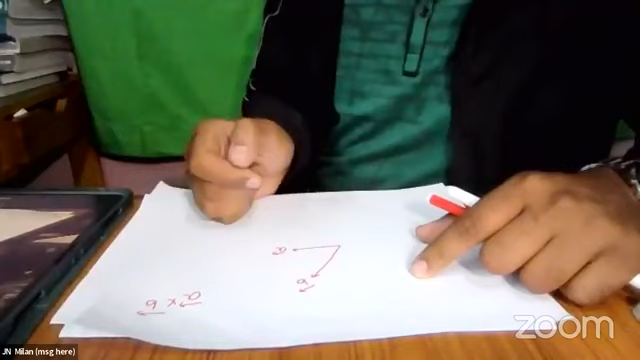 a⃗
b⃗
a⃗ × b⃗
JN Milan (msg here)
zoom